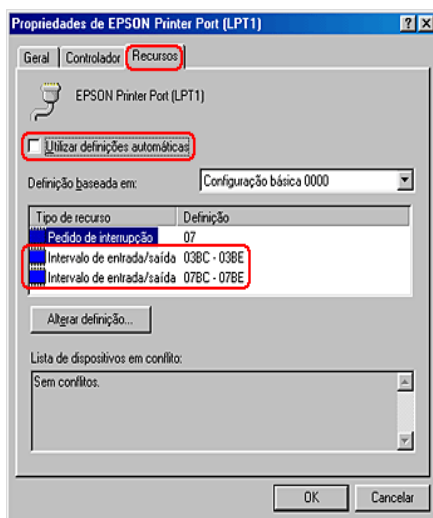 Propriedades de EPSON Printer Port (LPT1)
Geral Controlador Recursos
EPSON Printer Port (LPT1)
Utilizar definições automáticas
Definição baseada em: Configuração básica 0000
Tipo de recurso Definição
Pedido de interrupção 07
Intervalo de entrada/saída 03BC - 03BE
Intervalo de entrada/saída 07BC - 07BE
Alterar definição...
Lista de dispositivos em conflito:
Sem conflitos.
OK Cancelar